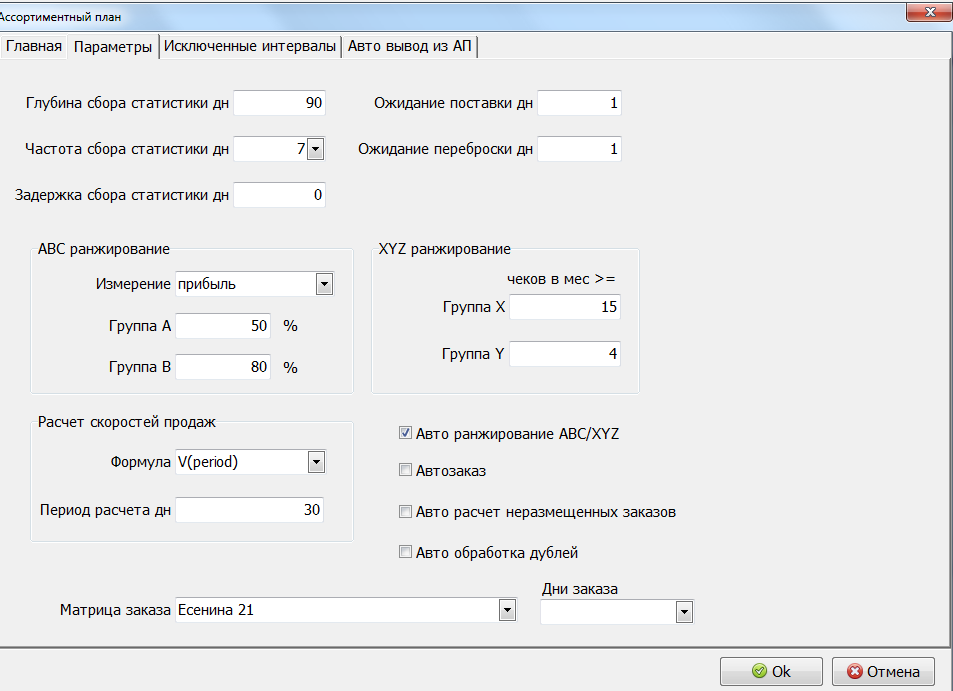 Ассортиментный план
Главная Параметры Исключенные интервалы Авто вывод из АП
Глубина сбора статистики дн 90 Ожидание поставки дн 1
Частота сбора статистики дн 7 Ожидание переброски дн 1
Задержка сбора статистики дн 0
ABC ранжирование
Измерение прибыль
Группа A 50 %
Группа B 80 %
XYZ ранжирование
чеков в мес >=
Группа X 15
Группа Y 4
Расчет скоростей продаж
Формула V(period)
Период расчета дн 30
Авто ранжирование ABC/XYZ
Автозаказ
Авто расчет неразмещенных заказов
Авто обработка дублей
Дни заказа
Матрица заказа Есенина 21
Ok Отмена